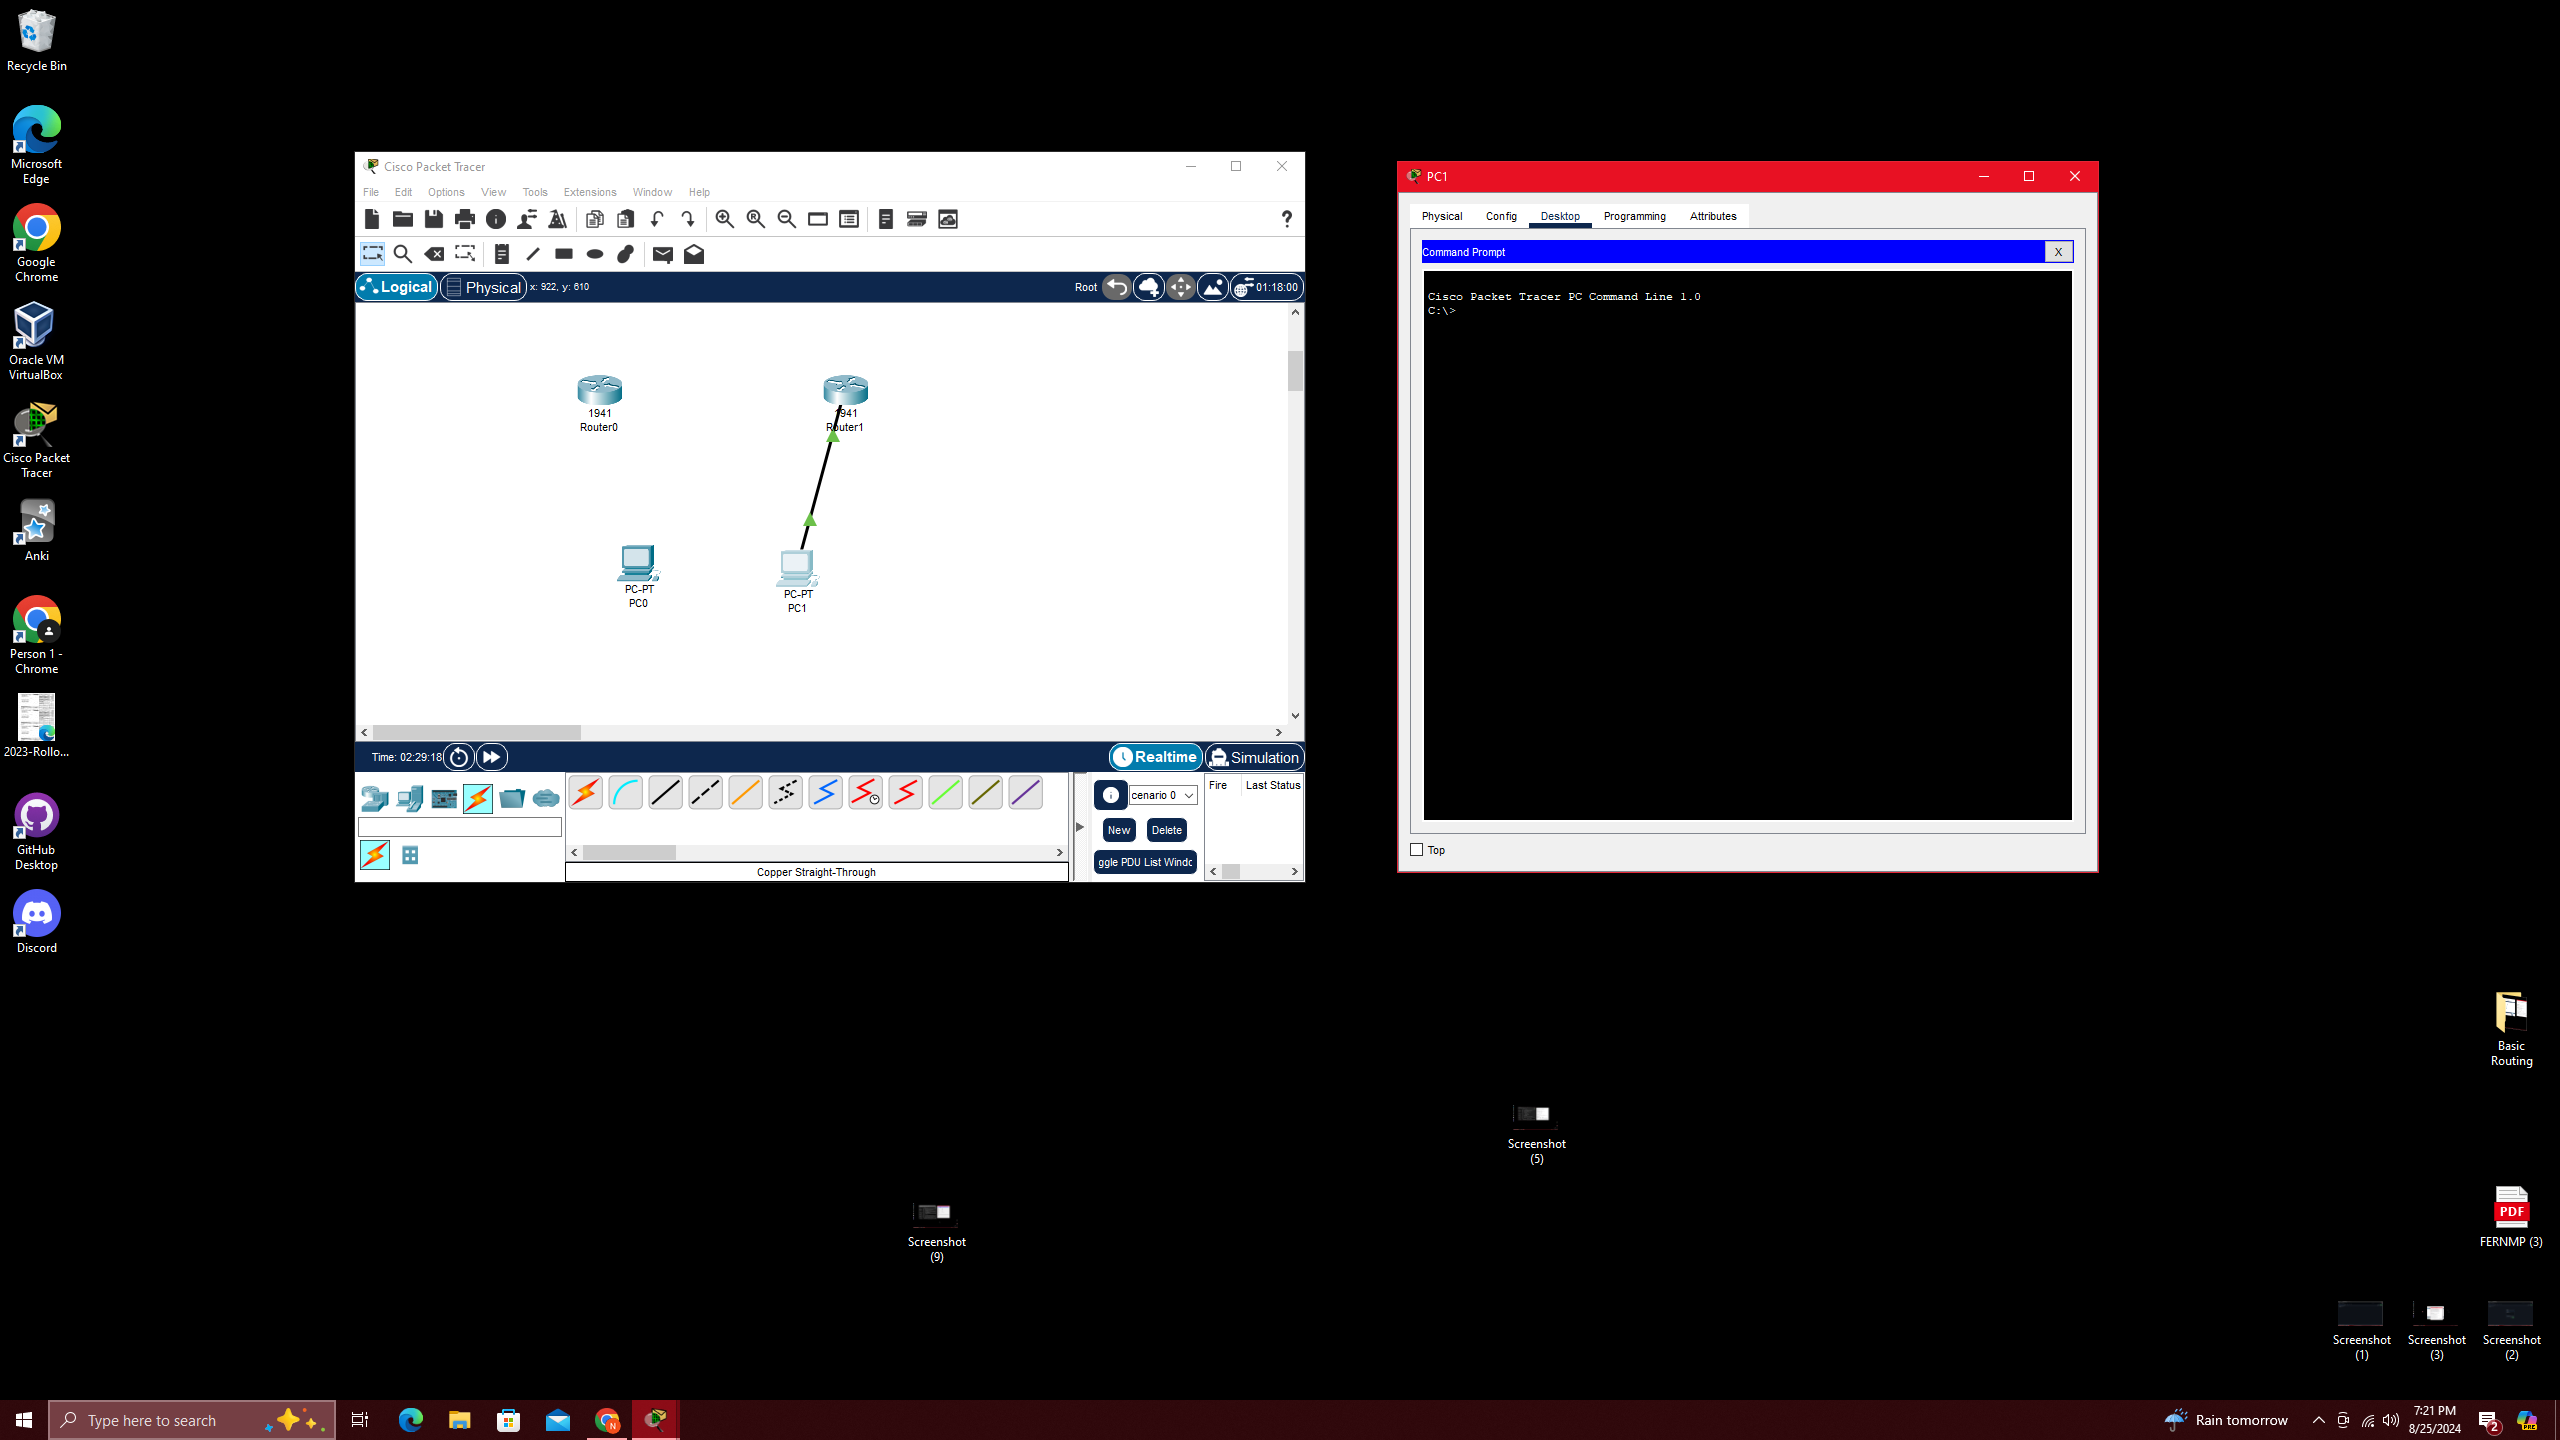 Recycle Bin
Microsoft
Edge
Google
Chrome
Oracle VM
VirtualBox
Cisco Packet
Tracer
Anki
Person 1 -
Chrome
2023-Rollo...
GitHub
Desktop
Discord
Cisco Packet Tracer
File Edit Options View Tools Extensions Window Help
Logical Physical x: 922, y: 610 Root 01:18:00
1941
Router0
1941
Router1
PC-PT
PC0
PC-PT
PC1
Time: 02:29:18 Realtime Simulation
cenario 0
New Delete
ggle PDU List Windo
Fire Last Status
Copper Straight-Through
PC1
Physical Config Desktop Programming Attributes
Command Prompt X
Cisco Packet Tracer PC Command Line 1.0
C:\>
Top
Basic
Routing
Screenshot
(5)
Screenshot
(9)
PDF
FERNMP (3)
Screenshot
(1)
Screenshot
(3)
Screenshot
(2)
Type here to search
N
Rain tomorrow
7:21 PM
8/25/2024
2
PRE